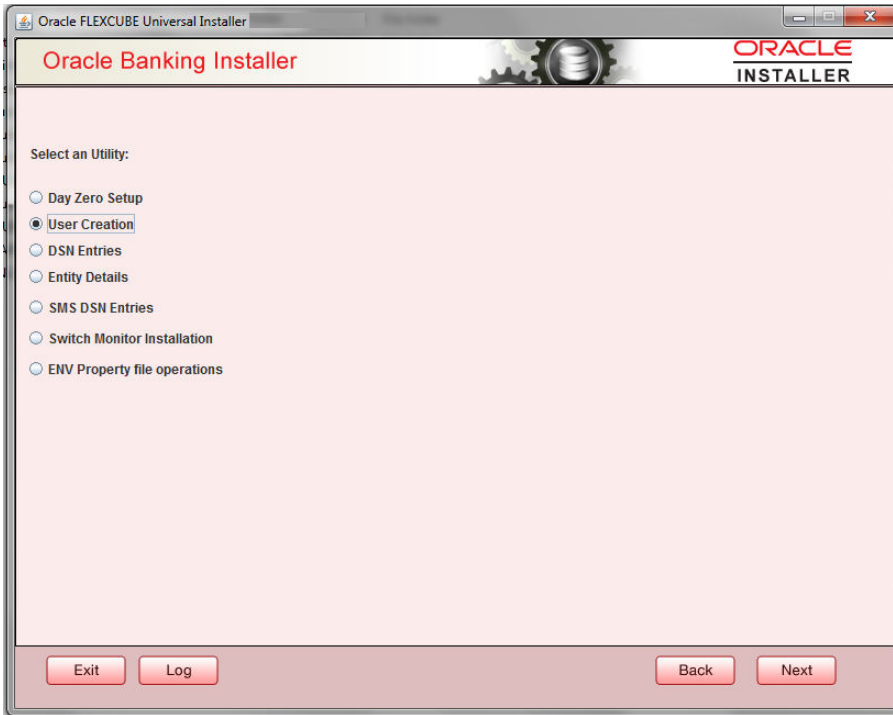 Oracle FLEXCUBE Universal Installer
Oracle Banking Installer
ORACLE
INSTALLER
Select an Utility:
Day Zero Setup
User Creation
DSN Entries
Entity Details
SMS DSN Entries
Switch Monitor Installation
ENV Property file operations
Exit
Log
Back
Next